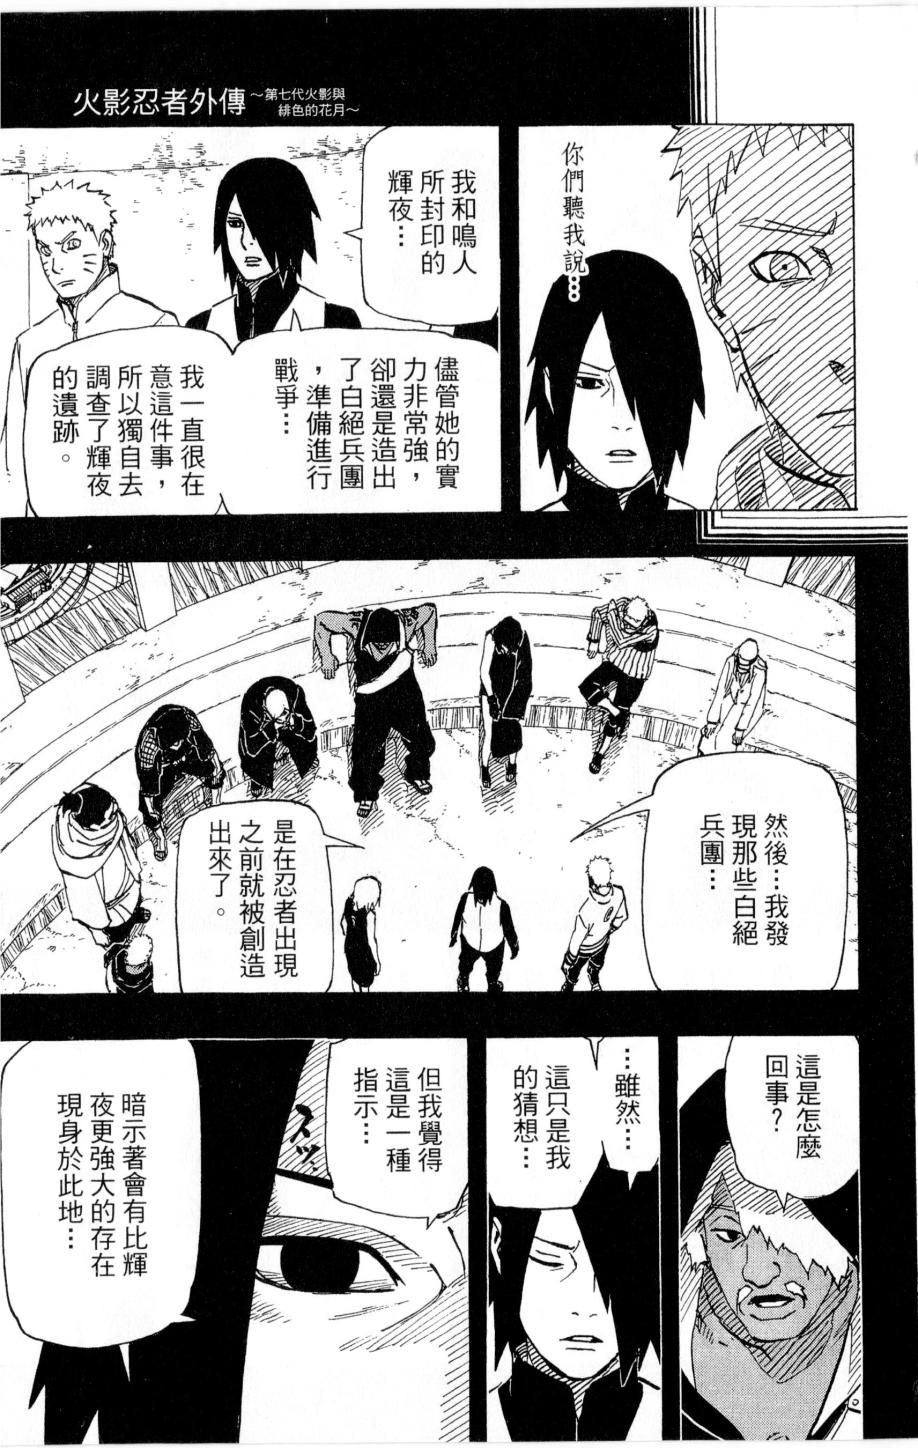 火影忍者外傳
～第七代火影與
緋色的花月～
你們聽我說…
我和鳴人
所封印的
輝夜…
儘管她的實
力非常強，
卻還是造出
了白絕兵團
，準備進行
戰爭…
我一直很在
意這件事，
所以獨自去
調查了輝夜
的遺跡。
然後…我發
現那些白絕
兵團…
是在忍者出現
之前就被創造
出來了。
這是怎麼
回事？
…雖然…
這只是我
的猜想…
但我覺得
這是一種
指示…
スッ
暗示著會有比輝
夜更強大的存在
現身於此地…